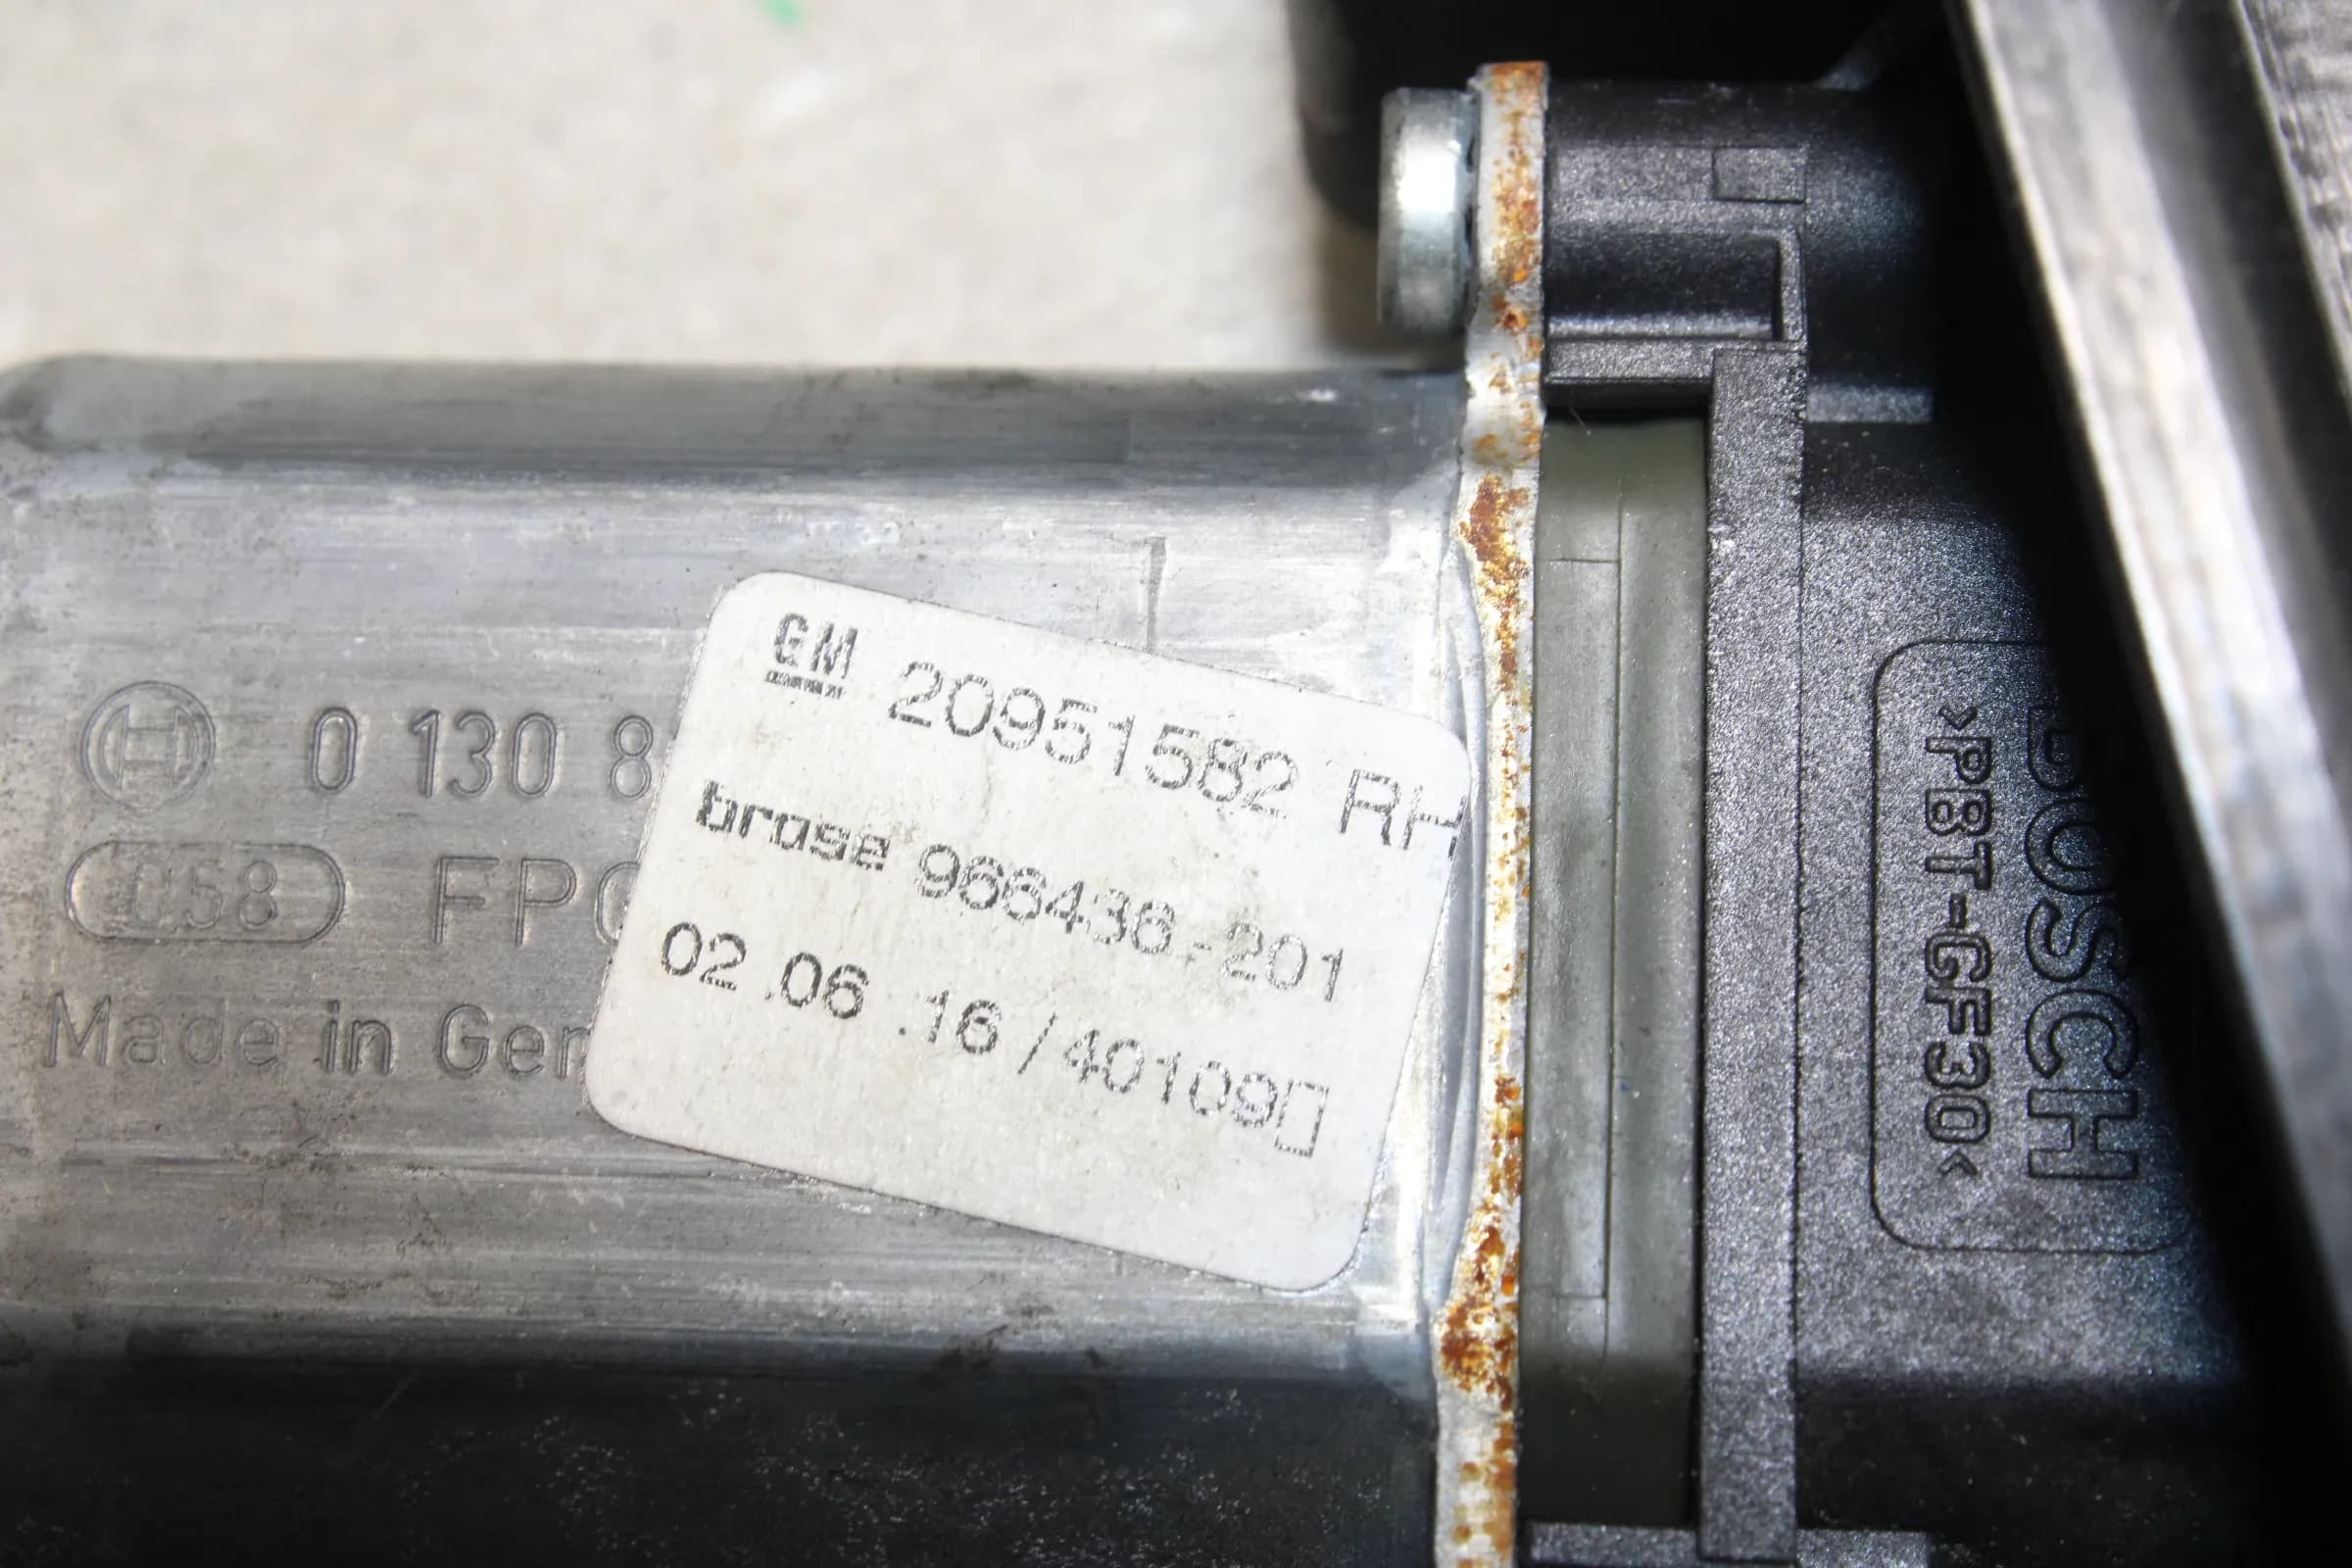 GM 20951582 RH
brose 966436-201
02.06.16/40109
0 130 8
FPG
Made in Ger
BOSCH
>PBT-GF30<